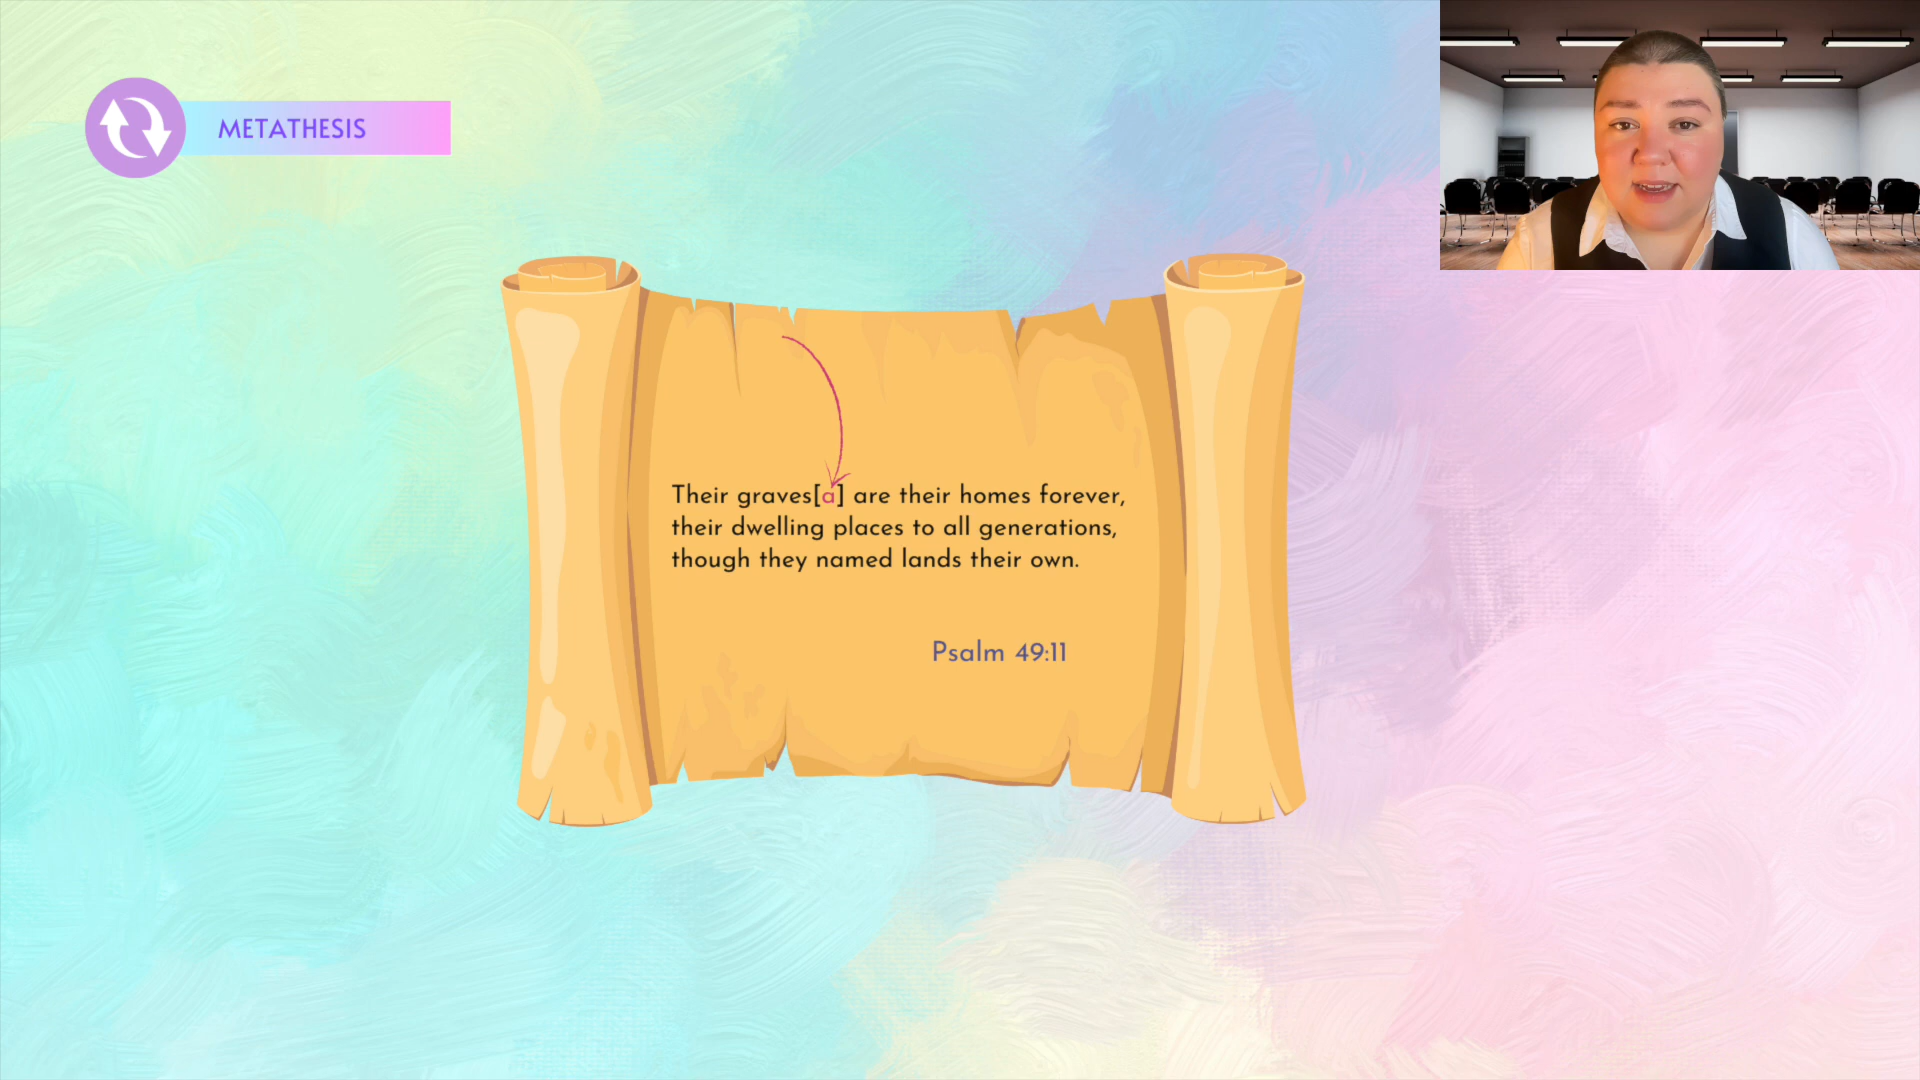 METATHESIS
Their graves[a] are their homes forever,
their dwelling places to all generations,
though they named lands their own.
Psalm 49:11